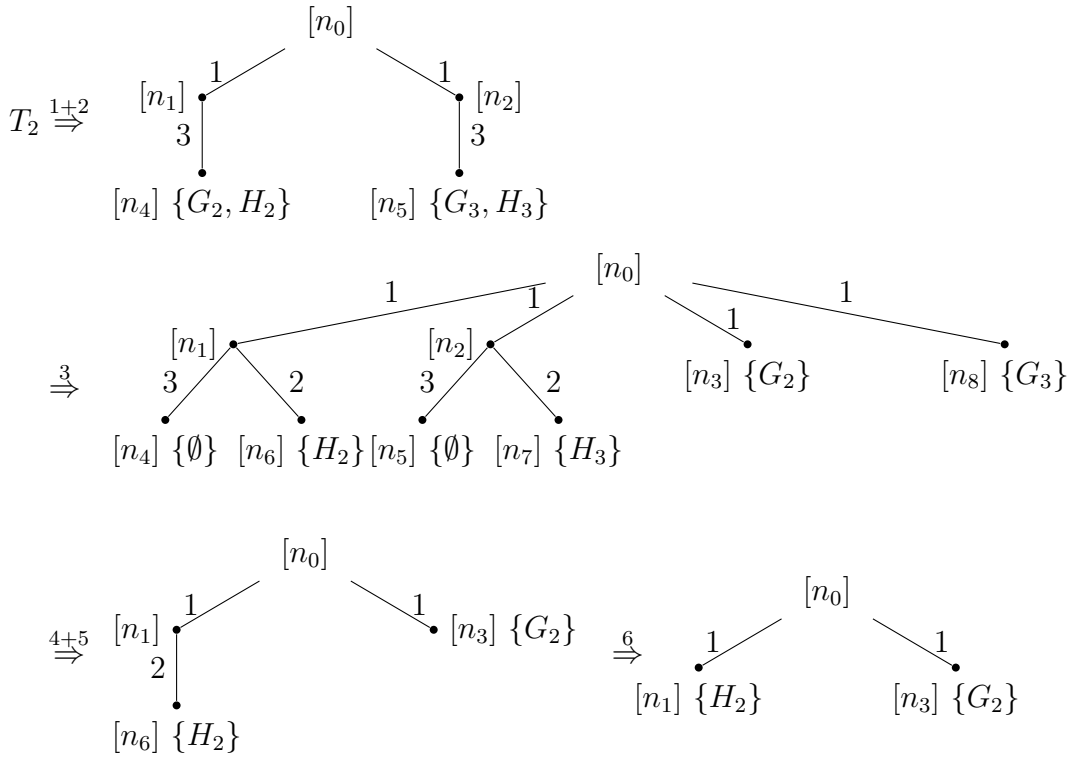 [n₀]
1 1
T₂ ⇒ 1+2 [n₁] [n₂]
3 3
[n₄] {G₂, H₂} [n₅] {G₃, H₃}
[n₀]
1 1 1 1
⇒ 3 [n₁] [n₂] [n₃] {G₂} [n₈] {G₃}
3 2 3 2
[n₄] {∅} [n₆] {H₂} [n₅] {∅} [n₇] {H₃}
[n₀] [n₀]
⇒ 4+5 [n₁] 1 1 [n₃] {G₂} ⇒ 6 1 1
2 [n₁] {H₂} [n₃] {G₂}
[n₆] {H₂}